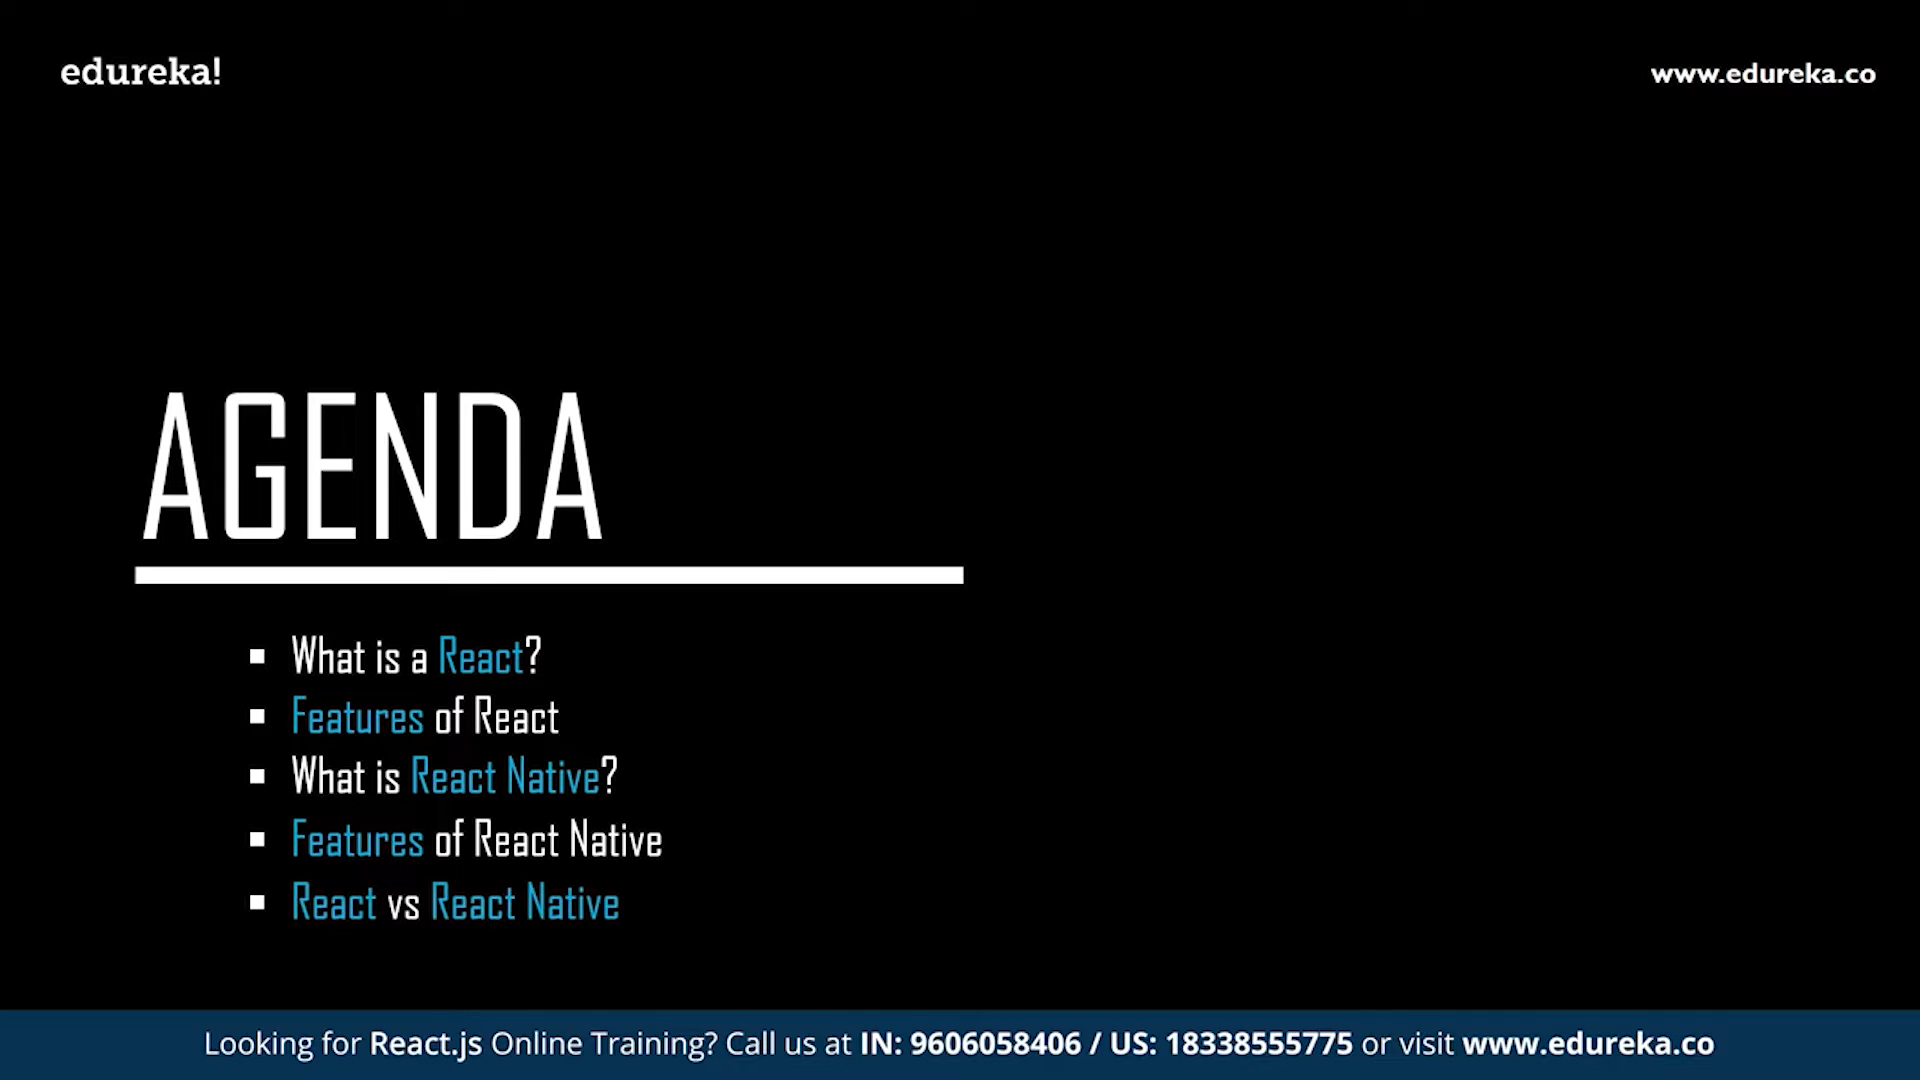 edureka!
www.edureka.co
AGENDA
▪ What is a React?
▪ Features of React
▪ What is React Native?
▪ Features of React Native
▪ React vs React Native
Looking for React.js Online Training? Call us at IN: 9606058406 / US: 18338555775 or visit www.edureka.co